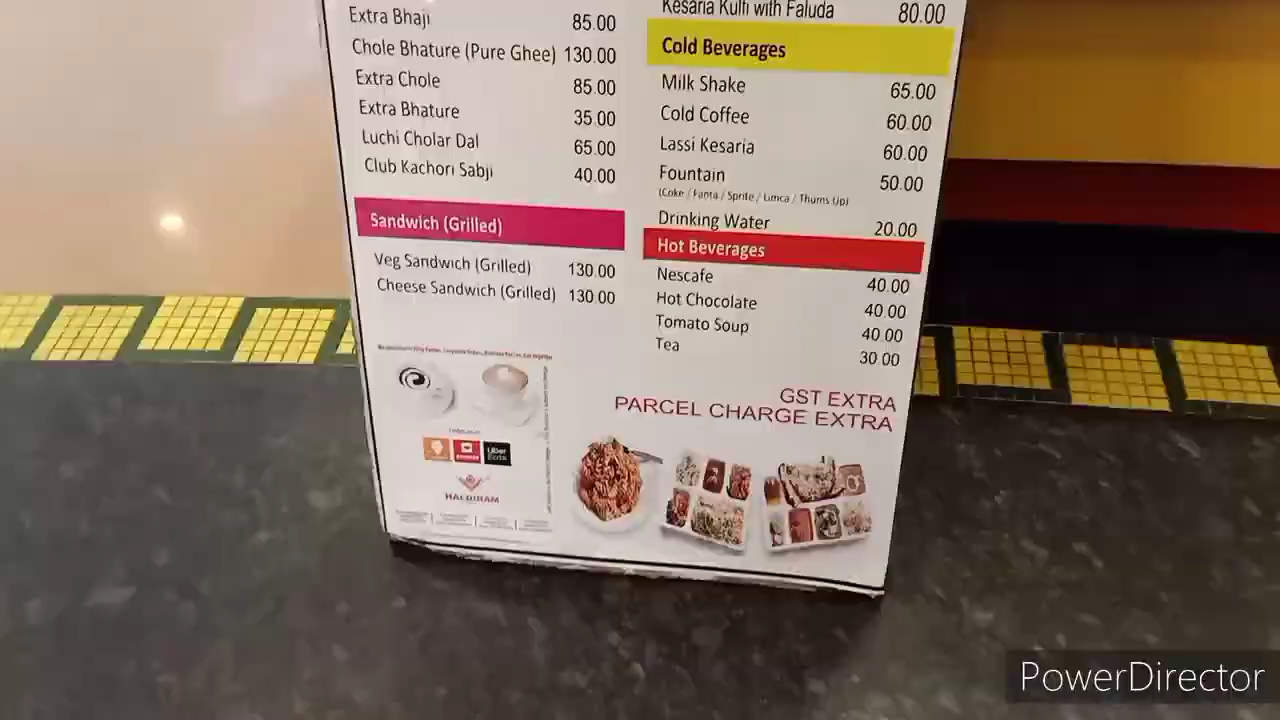 Extra Bhaji 85.00
Chole Bhature (Pure Ghee) 130.00
Extra Chole 85.00
Extra Bhature 35.00
Luchi Cholar Dal 65.00
Club Kachori Sabji 40.00
Sandwich (Grilled)
Veg Sandwich (Grilled) 130.00
Cheese Sandwich (Grilled) 130.00
Uber
Eats
HALDIRAM
Kesaria Kulfi with Faluda 80.00
Cold Beverages
Milk Shake 65.00
Cold Coffee 60.00
Lassi Kesaria 60.00
Fountain 50.00
(Coke / Fanta / Sprite / Limca / Thums Up)
Drinking Water 20.00
Hot Beverages
Nescafe 40.00
Hot Chocolate 40.00
Tomato Soup 40.00
Tea 30.00
GST EXTRA
PARCEL CHARGE EXTRA
PowerDirector